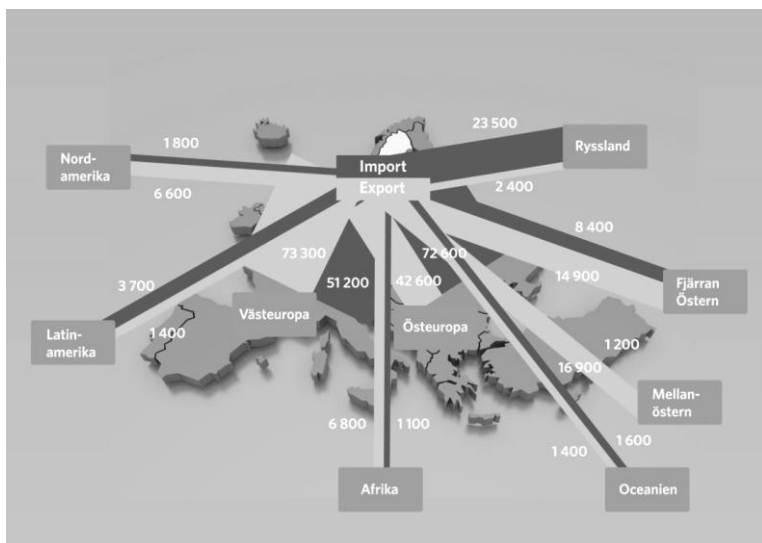 23 500
1 800
Nord-
amerika
Ryssland
Import
Export
6 600
2 400
8 400
73 300
72 600
3 700
51 200
42 600
14 900
Fjärran
Östern
Västeuropa
Östeuropa
Latin-
amerika
1 400
1 200
16 900
Mellan-
östern
6 800
1 100
1 600
1 400
Afrika
Oceanien